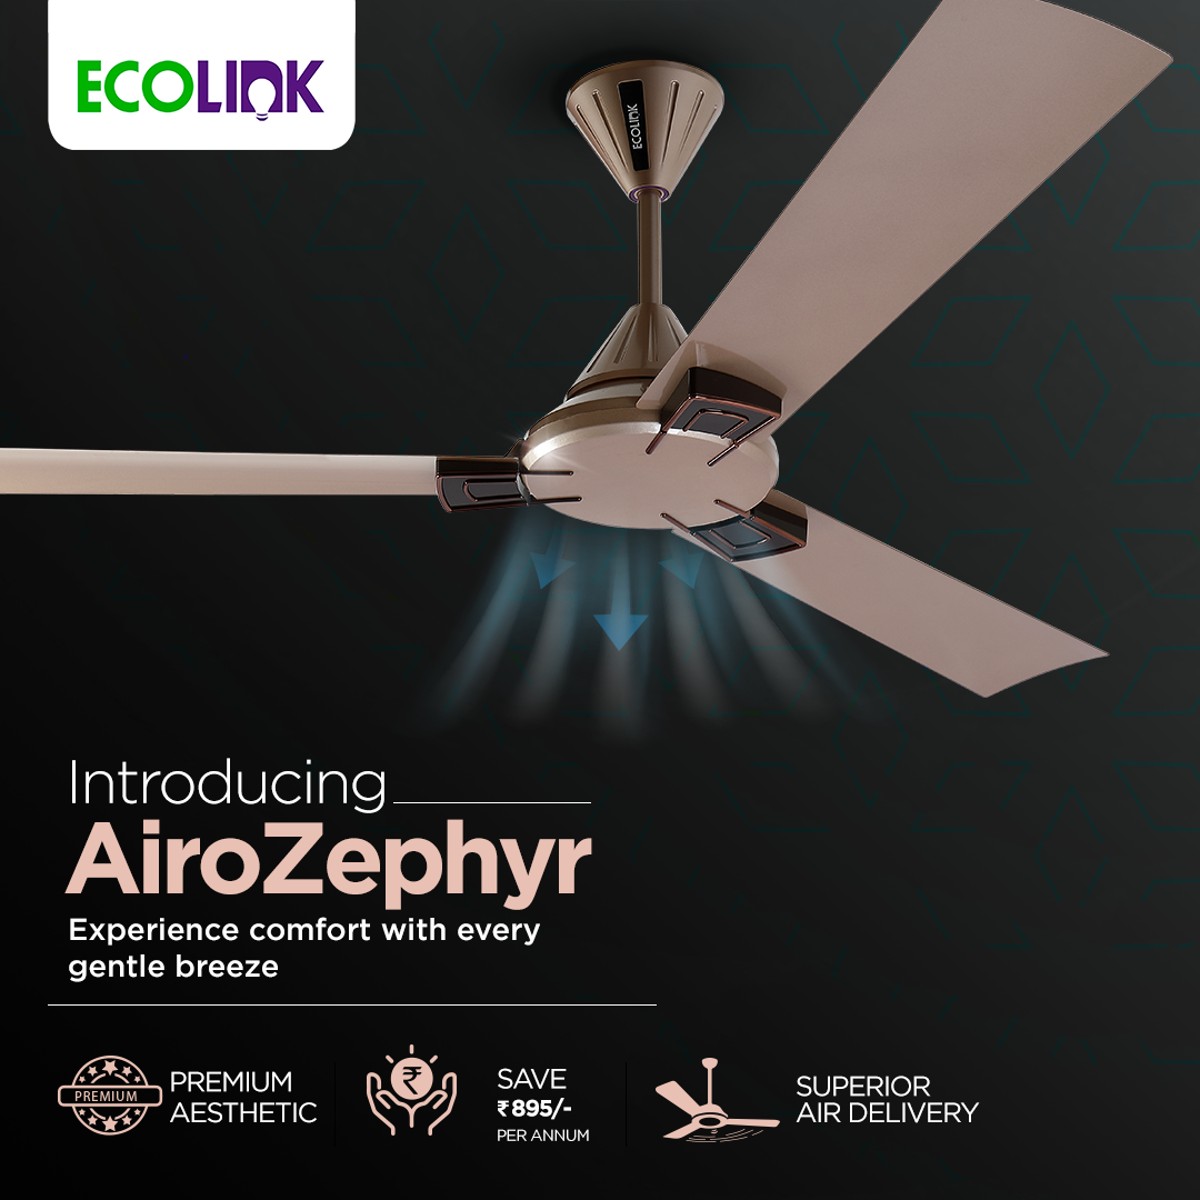 ECOLINK
ECOLINK
Introducing
AiroZephyr
Experience comfort with every
gentle breeze
PREMIUM
PREMIUM
AESTHETIC
₹
SAVE
₹895/-
PER ANNUM
SUPERIOR
AIR DELIVERY